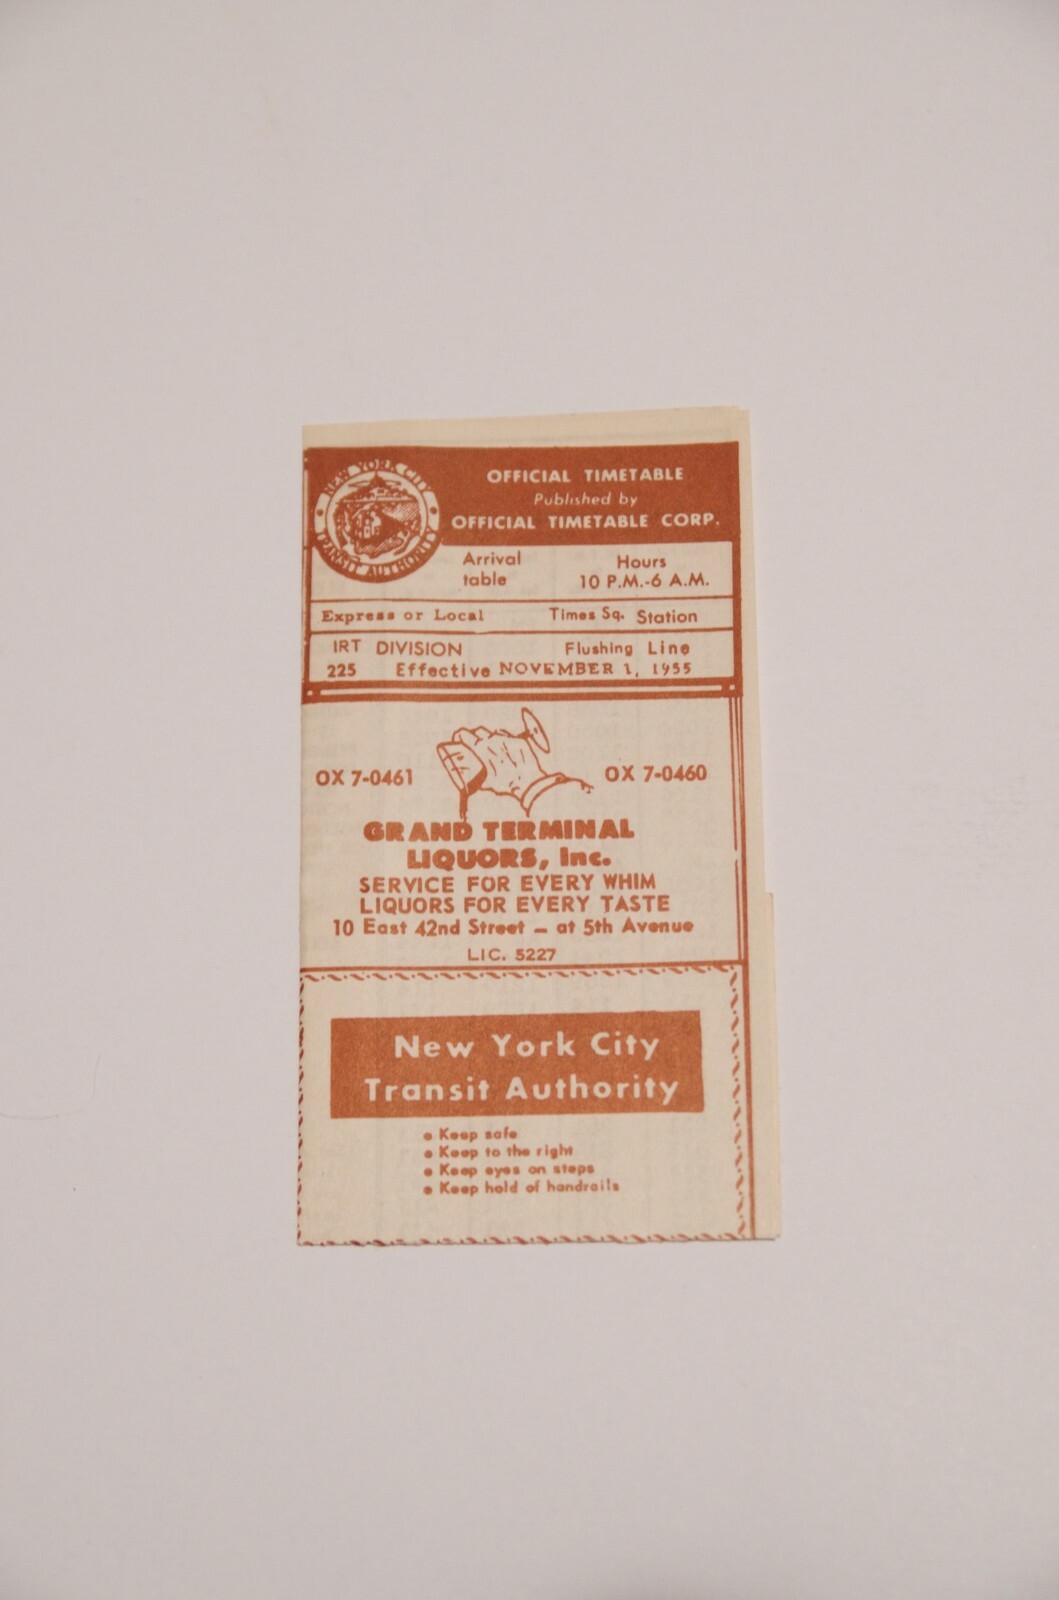 NEW YORK CITY
TRANSIT AUTHORITY
OFFICIAL TIMETABLE
Published by
OFFICIAL TIMETABLE CORP.
Arrival table
Hours
10 P.M.-6 A.M.
Express or Local Times Sq. Station
IRT DIVISION Flushing Line
225 Effective NOVEMBER 1, 1955
OX 7-0461 OX 7-0460
GRAND TERMINAL
LIQUORS, Inc.
SERVICE FOR EVERY WHIM
LIQUORS FOR EVERY TASTE
10 East 42nd Street — at 5th Avenue
LIC. 5227
New York City
Transit Authority
• Keep safe
• Keep to the right
• Keep eyes on steps
• Keep hold of handrails